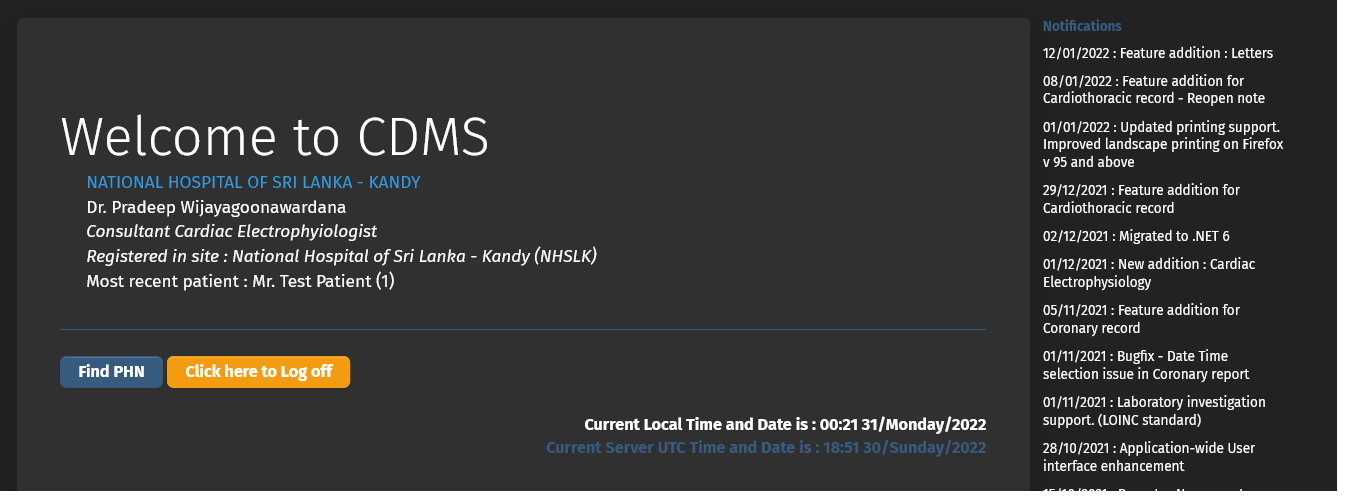 Welcome to CDMS
NATIONAL HOSPITAL OF SRI LANKA - KANDY
Dr. Pradeep Wijayagoonawardana
Consultant Cardiac Electrophyiologist
Registered in site : National Hospital of Sri Lanka - Kandy (NHSLK)
Most recent patient : Mr. Test Patient (1)
Find PHN Click here to Log off
Current Local Time and Date is : 00:21 31/Monday/2022
Current Server UTC Time and Date is : 18:51 30/Sunday/2022
Notifications
12/01/2022 : Feature addition : Letters
08/01/2022 : Feature addition for
Cardiothoracic record - Reopen note
01/01/2022 : Updated printing support.
Improved landscape printing on Firefox
v 95 and above
29/12/2021 : Feature addition for
Cardiothoracic record
02/12/2021 : Migrated to .NET 6
01/12/2021 : New addition : Cardiac
Electrophysiology
05/11/2021 : Feature addition for
Coronary record
01/11/2021 : Bugfix - Date Time
selection issue in Coronary report
01/11/2021 : Laboratory investigation
support. (LOINC standard)
28/10/2021 : Application-wide User
interface enhancement